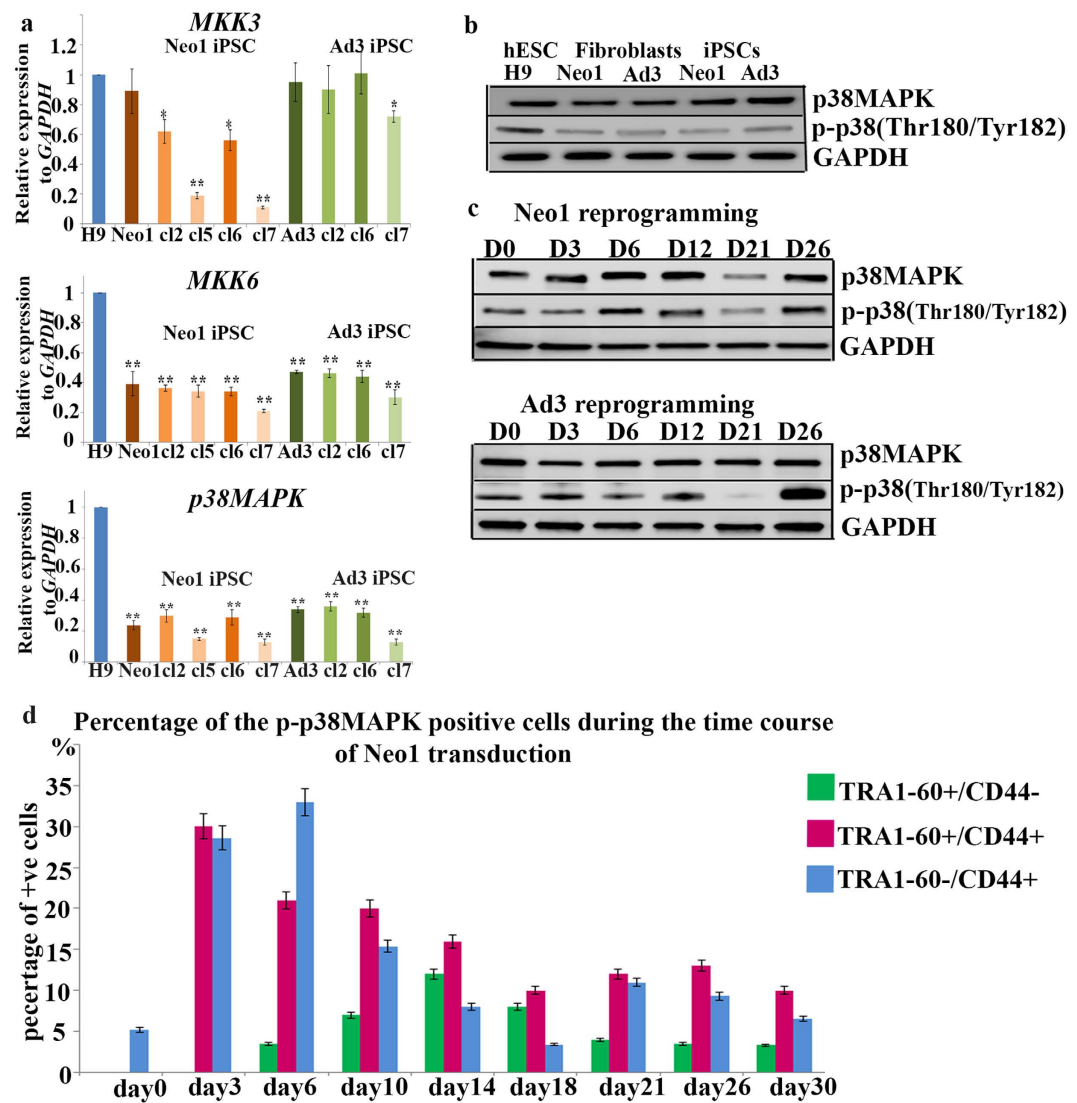 a
MKK3
Neo1 iPSC
Ad3 iPSC
Relative expression
to GAPDH
1.2
1
0.8
0.6
0.4
0.2
0
*
**
*
**
*
H9 Neo1 cl2 cl5 cl6 cl7 Ad3 cl2 cl6 cl7
MKK6
Neo1 iPSC
Ad3 iPSC
Relative expression
to GAPDH
1
0.8
0.6
0.4
0.2
0
** ** ** ** ** ** ** ** **
H9 Neo1cl2 cl5 cl6 cl7 Ad3 cl2 cl6 cl7
p38MAPK
Neo1 iPSC
Ad3 iPSC
Relative expression
to GAPDH
1
0.8
0.6
0.4
0.2
0
** ** ** ** ** ** ** ** **
H9 Neo1cl2 cl5 cl6 cl7 Ad3 cl2 cl6 cl7
b
hESC Fibroblasts iPSCs
H9 Neo1 Ad3 Neo1 Ad3
p38MAPK
p-p38(Thr180/Tyr182)
GAPDH
c
Neo1 reprogramming
D0 D3 D6 D12 D21 D26
p38MAPK
p-p38(Thr180/Tyr182)
GAPDH
Ad3 reprogramming
D0 D3 D6 D12 D21 D26
p38MAPK
p-p38(Thr180/Tyr182)
GAPDH
d
Percentage of the p-p38MAPK positive cells during the time course
of Neo1 transduction
%
pecertage of +ve cells
35
30
25
20
15
10
5
0
day0 day3 day6 day10 day14 day18 day21 day26 day30
TRA1-60+/CD44-
TRA1-60+/CD44+
TRA1-60-/CD44+